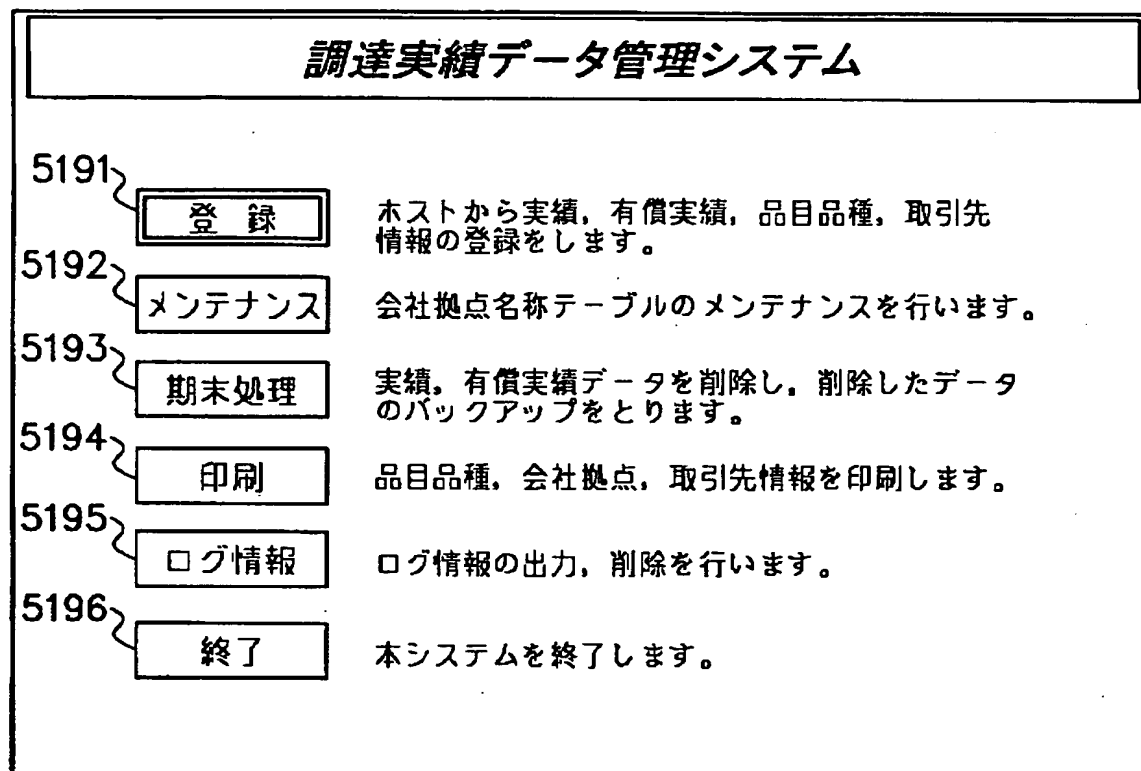 調達実績データ管理システム
5191
登 録
ホストから実績，有償実績，品目品種，取引先
情報の登録をします。
5192
メンテナンス
会社拠点名称テーブルのメンテナンスを行います。
5193
期末処理
実績，有償実績データを削除し，削除したデータ
のバックアップをとります。
5194
印刷
品目品種，会社拠点，取引先情報を印刷します。
5195
ログ情報
ログ情報の出力，削除を行います。
5196
終了
本システムを終了します。